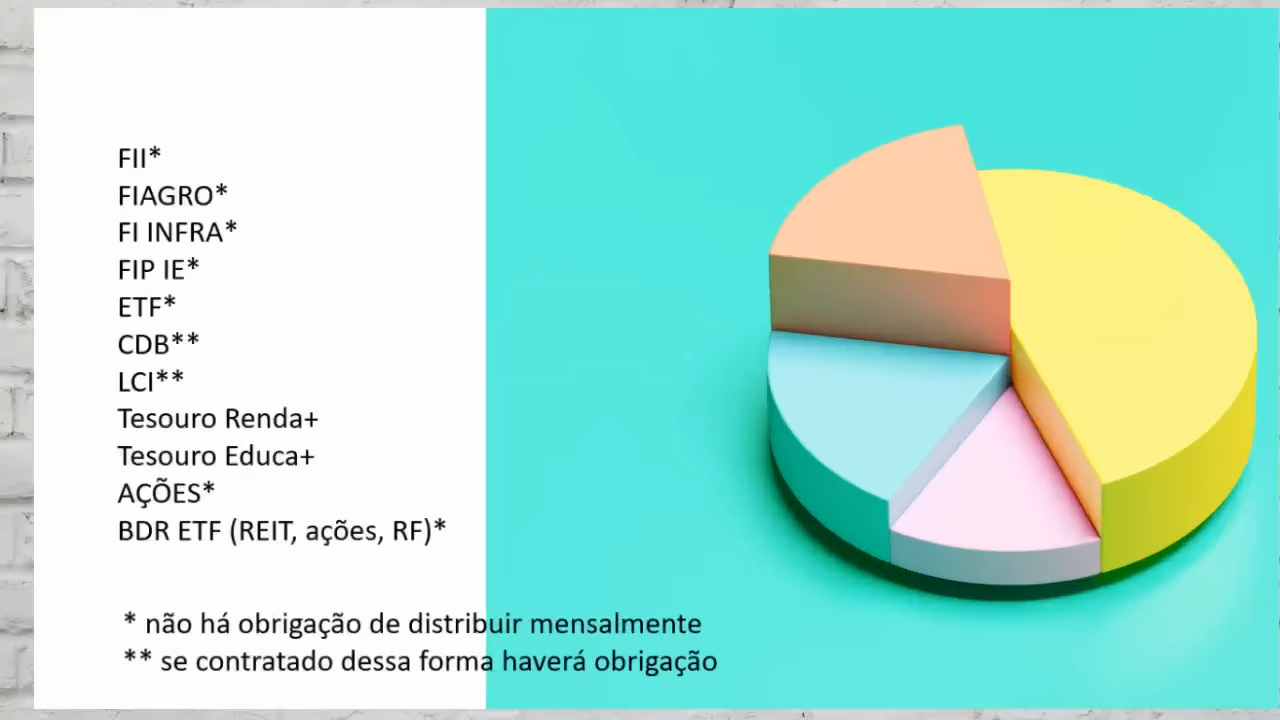 FII*
FIAGRO*
FI INFRA*
FIP IE*
ETF*
CDB**
LCI**
Tesouro Renda+
Tesouro Educa+
AÇÕES*
BDR ETF (REIT, ações, RF)*
* não há obrigação de distribuir mensalmente
** se contratado dessa forma haverá obrigação